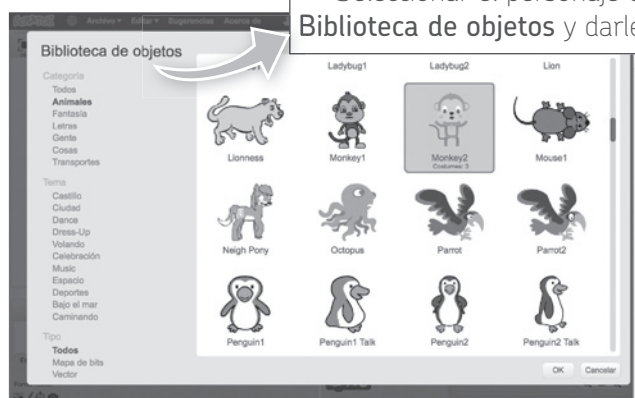 SCRATCH Archivo Editar Sugerencias Acerca de
Seleccionar el personaje
Biblioteca de objetos y darle
Biblioteca de objetos
Categoría
Todos
Animales
Fantasía
Letras
Gente
Cosas
Transportes
Tema
Castillo
Ciudad
Dance
Dress-Up
Volando
Celebración
Music
Espacio
Deportes
Bajo el mar
Caminando
Tipo
Todos
Mapa de bits
Vector
Ladybug1 Ladybug2 Lion
Lionness Monkey1 Monkey2 Mouse1
Costumes: 3
Neigh Pony Octopus Parrot Parrot2
Penguin1 Penguin1 Talk Penguin2 Penguin2 Talk
OK Cancelar